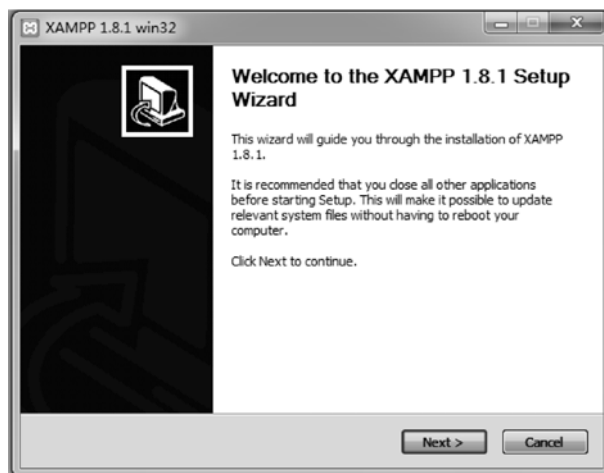 XAMPP 1.8.1 win32
Welcome to the XAMPP 1.8.1 Setup
Wizard
This wizard will guide you through the installation of XAMPP
1.8.1.
It is recommended that you close all other applications
before starting Setup. This will make it possible to update
relevant system files without having to reboot your
computer.
Click Next to continue.
Next >
Cancel